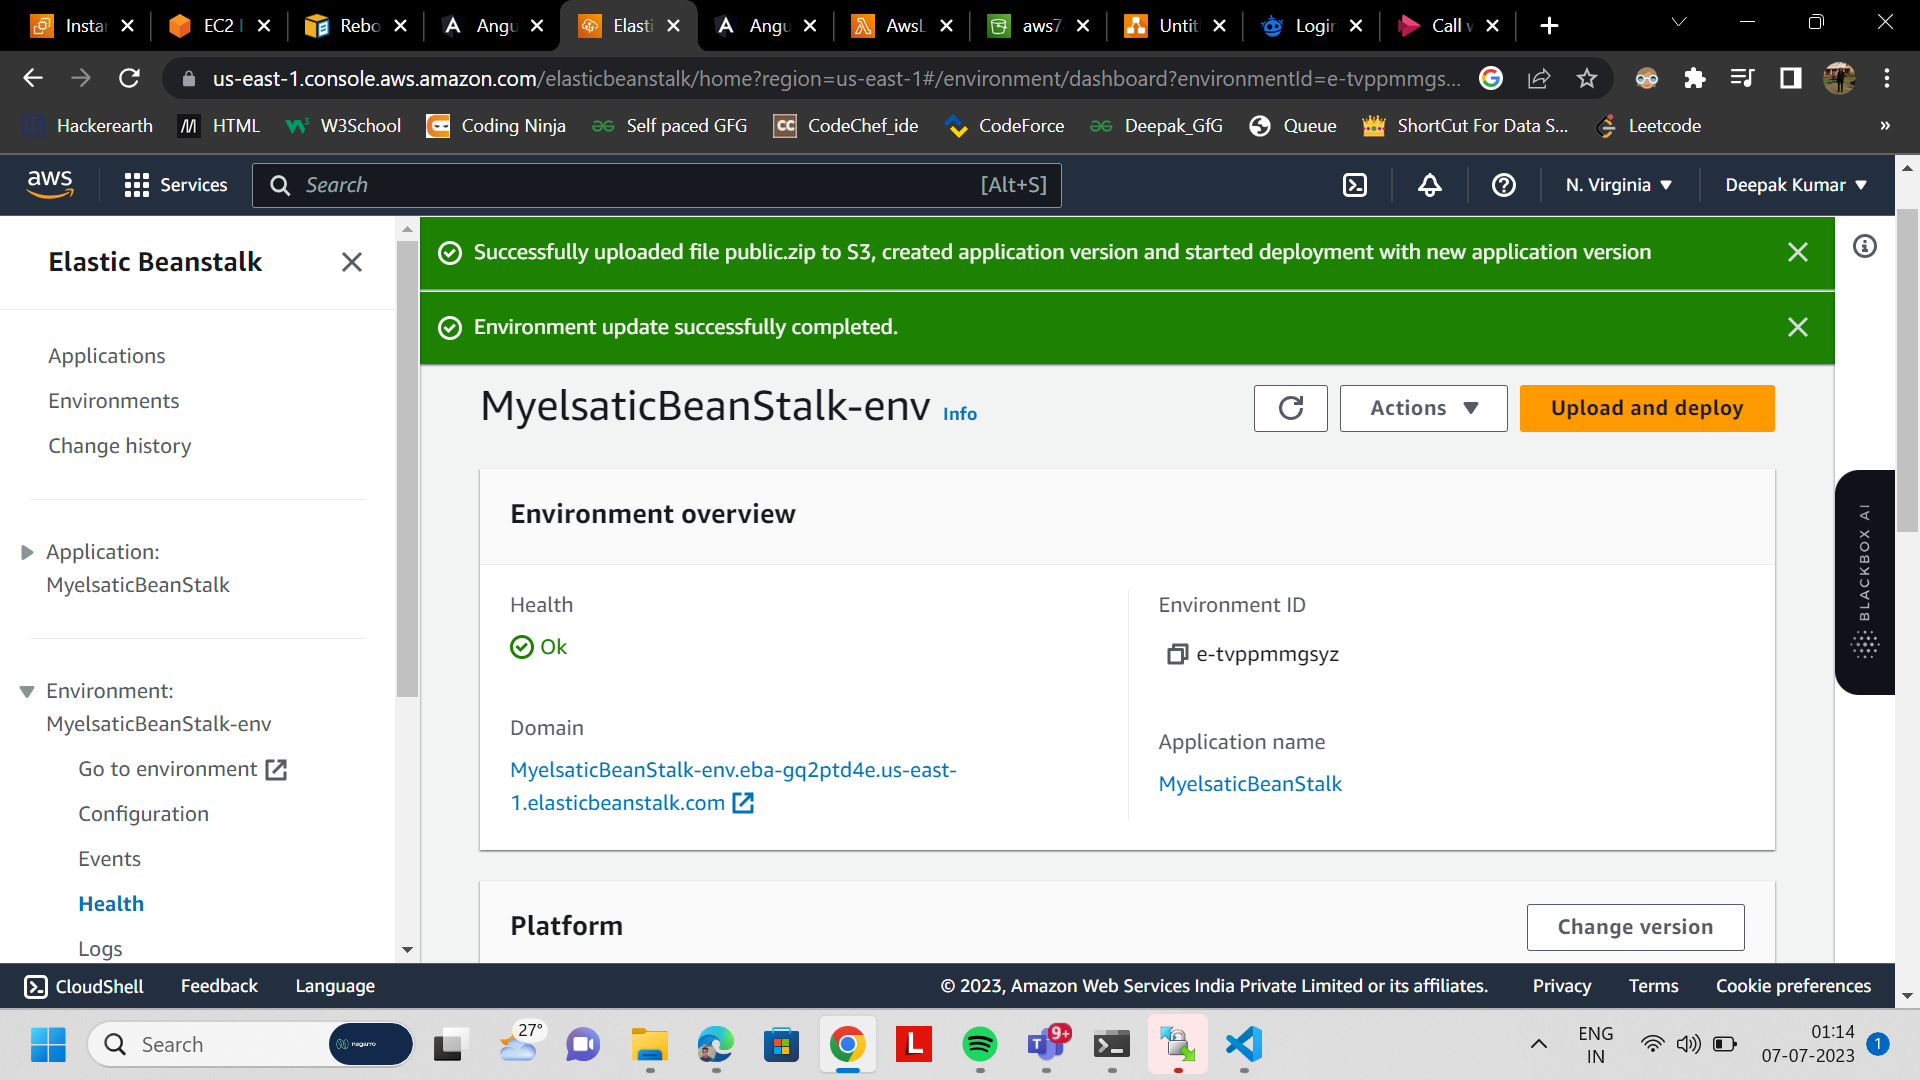 Instar
EC2 I
Rebo
Angu
Elasti
Angu
AwsL
aws7
Untit
Login
Call v
us-east-1.console.aws.amazon.com/elasticbeanstalk/home?region=us-east-1#/environment/dashboard?environmentId=e-tvppmmgs...
Hackerearth
HTML
W3School
Coding Ninja
Self paced GFG
CC CodeChef_ide
CodeForce
Deepak_GfG
Queue
ShortCut For Data S...
Leetcode
»
aws
Services
Search [Alt+S]
N. Virginia ▼
Deepak Kumar ▼
Elastic Beanstalk
Applications
Environments
Change history
Application:
MyelsaticBeanStalk
Environment:
MyelsaticBeanStalk-env
Go to environment
Configuration
Events
Health
Logs
Successfully uploaded file public.zip to S3, created application version and started deployment with new application version
Environment update successfully completed.
MyelsaticBeanStalk-env Info
Actions ▼
Upload and deploy
Environment overview
Health
Ok
Environment ID
e-tvppmmgsyz
Domain
MyelsaticBeanStalk-env.eba-gq2ptd4e.us-east-
1.elasticbeanstalk.com
Application name
MyelsaticBeanStalk
Platform
Change version
BLACKBOX AI
CloudShell
Feedback
Language
© 2023, Amazon Web Services India Private Limited or its affiliates.
Privacy
Terms
Cookie preferences
Search
nagarro
27°
L
9+
ENG
IN
01:14
07-07-2023
1